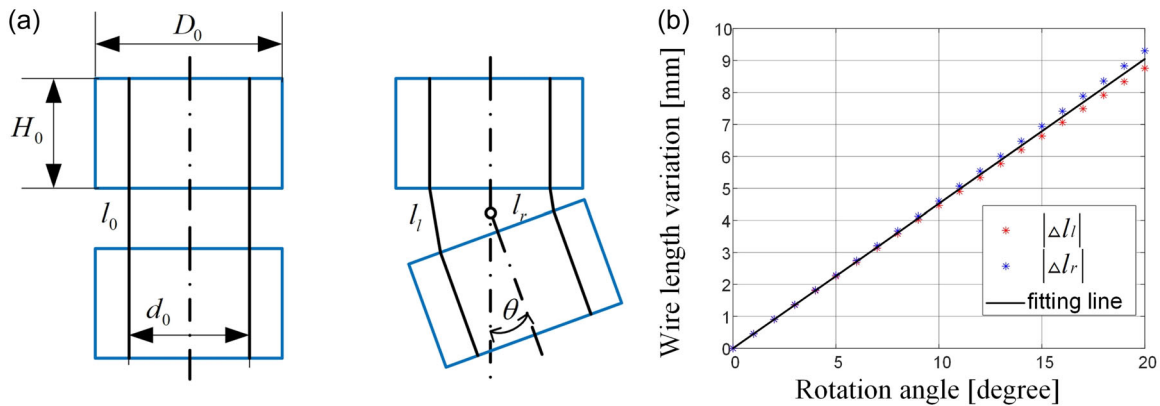 (a)
D₀
H₀
l₀
d₀
lₗ
lᵣ
θ
(b)
Wire length variation [mm]
10
9
8
7
6
5
4
3
2
1
0
0 5 10 15 20
Rotation angle [degree]
|△lₗ|
|△lᵣ|
fitting line